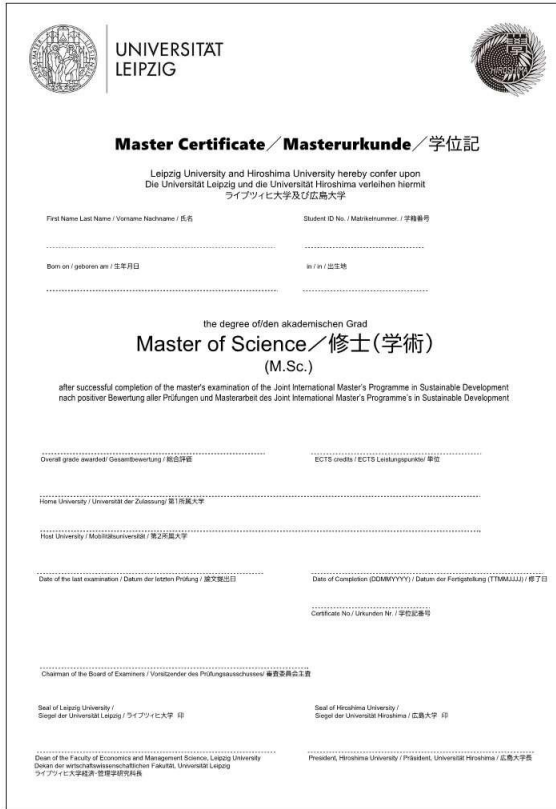 UNIVERSITÄT
LEIPZIG
學
HIROSHIMA
Master Certificate／Masterurkunde／学位記
Leipzig University and Hiroshima University hereby confer upon
Die Universität Leipzig und die Universität Hiroshima verleihen hiermit
ライプツィヒ大学及び広島大学
First Name Last Name / Vorname Nachname / 氏名
Student ID No. / Matrikelnummer. / 学籍番号
Born on / geboren am / 生年月日
in / in / 出生地
the degree of/den akademischen Grad
Master of Science／修士（学術）
(M.Sc.)
after successful completion of the master's examination of the Joint International Master's Programme in Sustainable Development
nach positiver Bewertung aller Prüfungen und Masterarbeit des Joint International Master's Programme's in Sustainable Development
Overall grade awarded/ Gesamtbewertung / 総合評価
ECTS credits / ECTS Leistungspunkte/ 単位
Home University / Universität der Zulassung/ 第1所属大学
Host University / Mobilitätsuniversität / 第2所属大学
Date of the last examination / Datum der letzten Prüfung / 論文提出日
Date of Completion (DDMMYYYY) / Datum der Fertigstellung (TTMMJJJJ) / 修了日
Certificate No./ Urkunden Nr. / 学位記番号
Chairman of the Board of Examiners / Vorsitzender des Prüfungsausschusses/ 審査委員会主査
Seal of Leipzig University /
Siegel der Universität Leipzig / ライプツィヒ大学 印
Seal of Hiroshima University /
Siegel der Universität Hiroshima / 広島大学 印
Dean of the Faculty of Economics and Management Science, Leipzig University
Dekan der wirtschaftswissenschaftlichen Fakultät, Universität Leipzig
ライプツィヒ大学経済・管理学研究科長
President, Hiroshima University / Präsident, Universität Hiroshima / 広島大学長